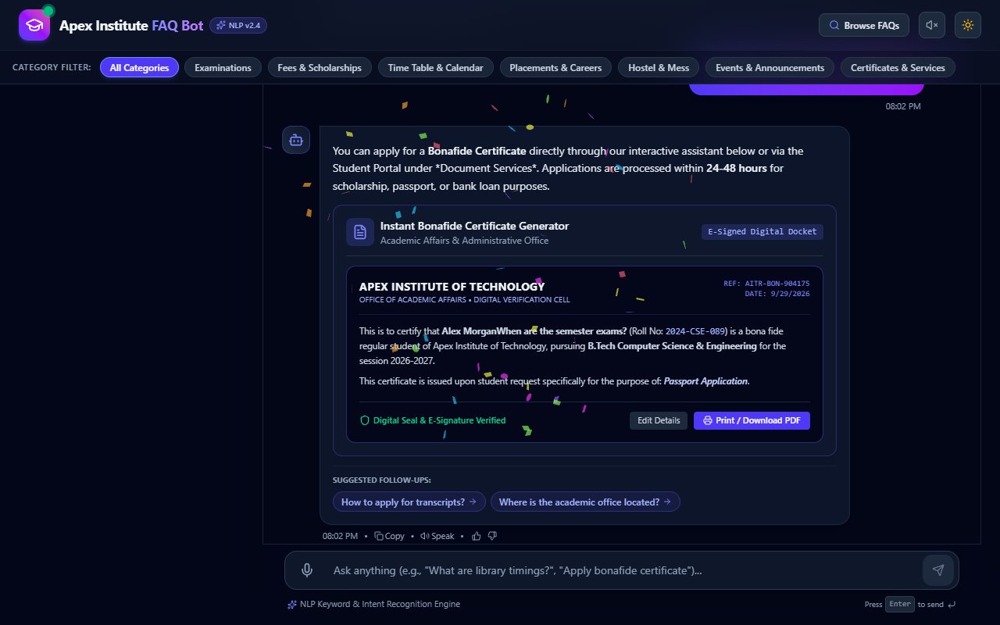 Apex Institute FAQ Bot
NLP v2.4
Browse FAQs
CATEGORY FILTER:
All Categories
Examinations
Fees & Scholarships
Time Table & Calendar
Placements & Careers
Hostel & Mess
Events & Announcements
Certificates & Services
08:02 PM
You can apply for a Bonafide Certificate directly through our interactive assistant below or via the
Student Portal under *Document Services*. Applications are processed within 24-48 hours for
scholarship, passport, or bank loan purposes.
Instant Bonafide Certificate Generator
Academic Affairs & Administrative Office
E-Signed Digital Docket
APEX INSTITUTE OF TECHNOLOGY
OFFICE OF ACADEMIC AFFAIRS • DIGITAL VERIFICATION CELL
REF: AITR-BON-904175
DATE: 9/29/2026
This is to certify that Alex MorganWhen are the semester exams? (Roll No: 2024-CSE-089) is a bona fide
regular student of Apex Institute of Technology, pursuing B.Tech Computer Science & Engineering for the
session 2026-2027.
This certificate is issued upon student request specifically for the purpose of: Passport Application.
Digital Seal & E-Signature Verified
Edit Details
Print / Download PDF
SUGGESTED FOLLOW-UPS:
How to apply for transcripts? →
Where is the academic office located? →
08:02 PM • Copy • Speak •
Ask anything (e.g., "What are library timings?", "Apply bonafide certificate")...
NLP Keyword & Intent Recognition Engine
Press Enter to send